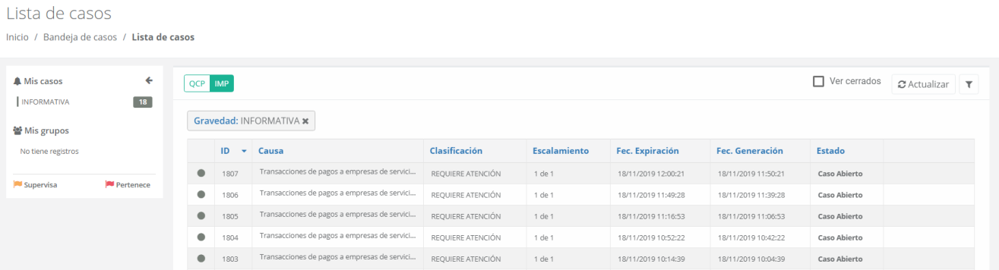 Lista de casos
Inicio / Bandeja de casos / Lista de casos
Mis casos
INFORMATIVA 18
Mis grupos
No tiene registros
Supervisa Pertenece
QCP IMP Ver cerrados Actualizar
Gravedad: INFORMATIVA
ID Causa Clasificación Escalamiento Fec. Expiración Fec. Generación Estado
1807 Transacciones de pagos a empresas de servici... REQUIERE ATENCIÓN 1 de 1 18/11/2019 12:00:21 18/11/2019 11:50:21 Caso Abierto
1806 Transacciones de pagos a empresas de servici... REQUIERE ATENCIÓN 1 de 1 18/11/2019 11:49:28 18/11/2019 11:39:28 Caso Abierto
1805 Transacciones de pagos a empresas de servici... REQUIERE ATENCIÓN 1 de 1 18/11/2019 11:16:53 18/11/2019 11:06:53 Caso Abierto
1804 Transacciones de pagos a empresas de servici... REQUIERE ATENCIÓN 1 de 1 18/11/2019 10:52:22 18/11/2019 10:42:22 Caso Abierto
1803 Transacciones de pagos a empresas de servici... REQUIERE ATENCIÓN 1 de 1 18/11/2019 10:14:39 18/11/2019 10:04:39 Caso Abierto